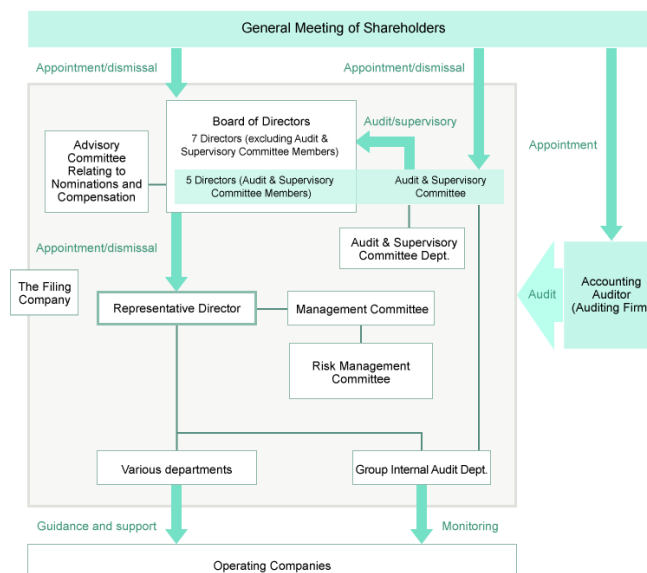 General Meeting of Shareholders
Appointment/dismissal
Appointment/dismissal
Board of Directors
7 Directors (excluding Audit &
Supervisory Committee Members)
Audit/supervisory
Appointment
Advisory
Committee
Relating to
Nominations and
Compensation
5 Directors (Audit & Supervisory
Committee Members)
Audit & Supervisory
Committee
Audit & Supervisory
Committee Dept.
Appointment/dismissal
The Filing
Company
Representative Director
Management Committee
Audit
Accounting
Auditor
(Auditing Firm)
Risk Management
Committee
Various departments
Group Internal Audit Dept.
Guidance and support
Monitoring
Operating Companies